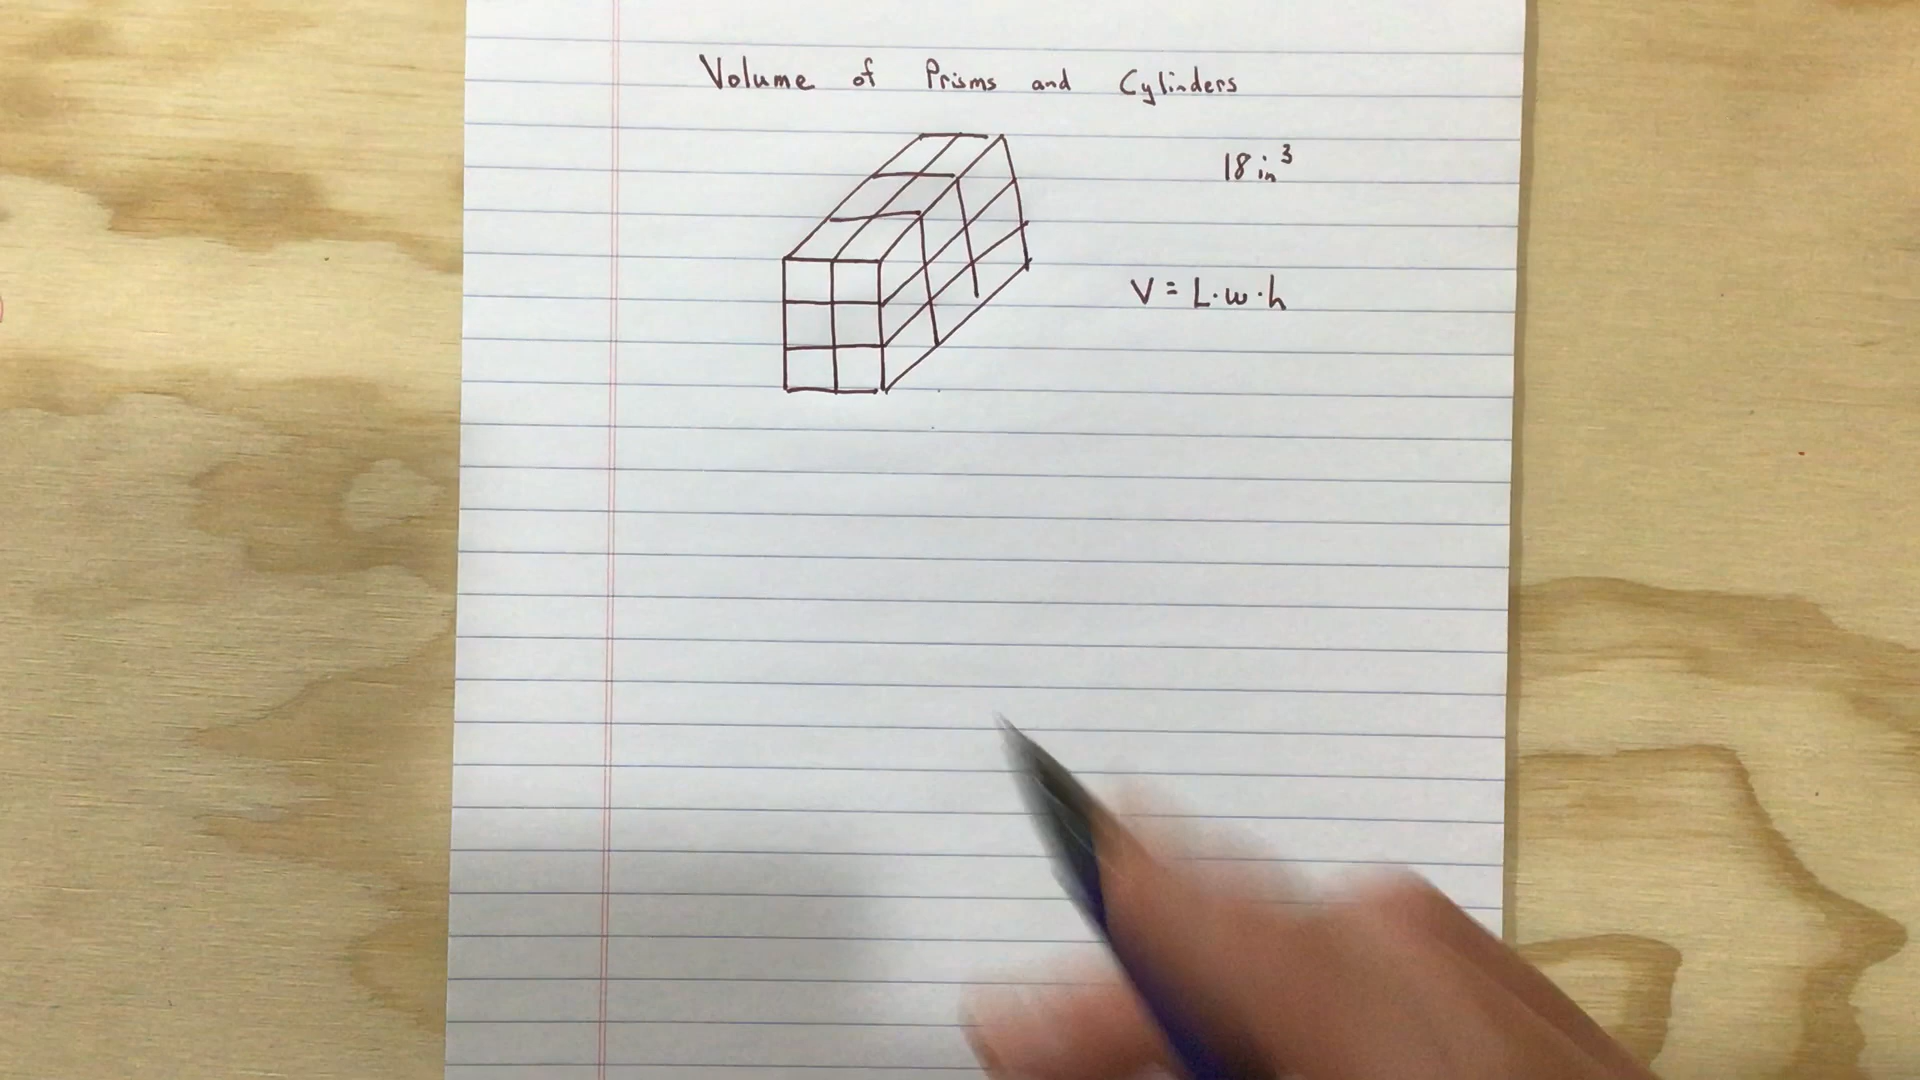 Volume of Prisms and Cylinders
18 in³
V = L·w·h